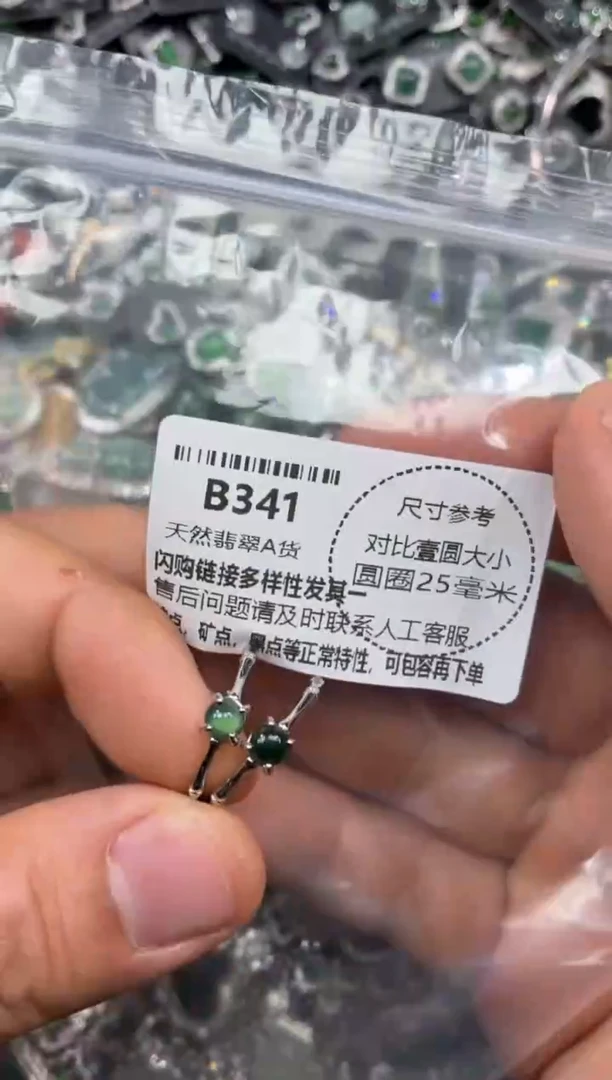 B341
天然翡翠A货
闪购链接多样性发其一
售后问题请及时联系人工客服
点, 矿点, 点等正常特性, 可包容再下单
尺寸参考
对比壹圆大小
圆圈25毫米